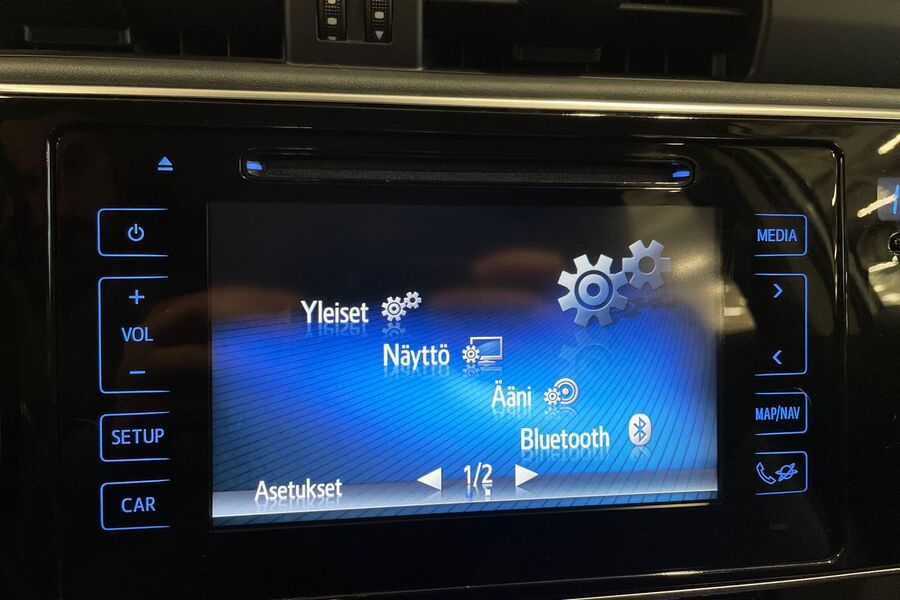 MEDIA
+
VOL
−
SETUP
CAR
MAP/NAV
Yleiset
Näyttö
Ääni
Bluetooth
1/2
Asetukset